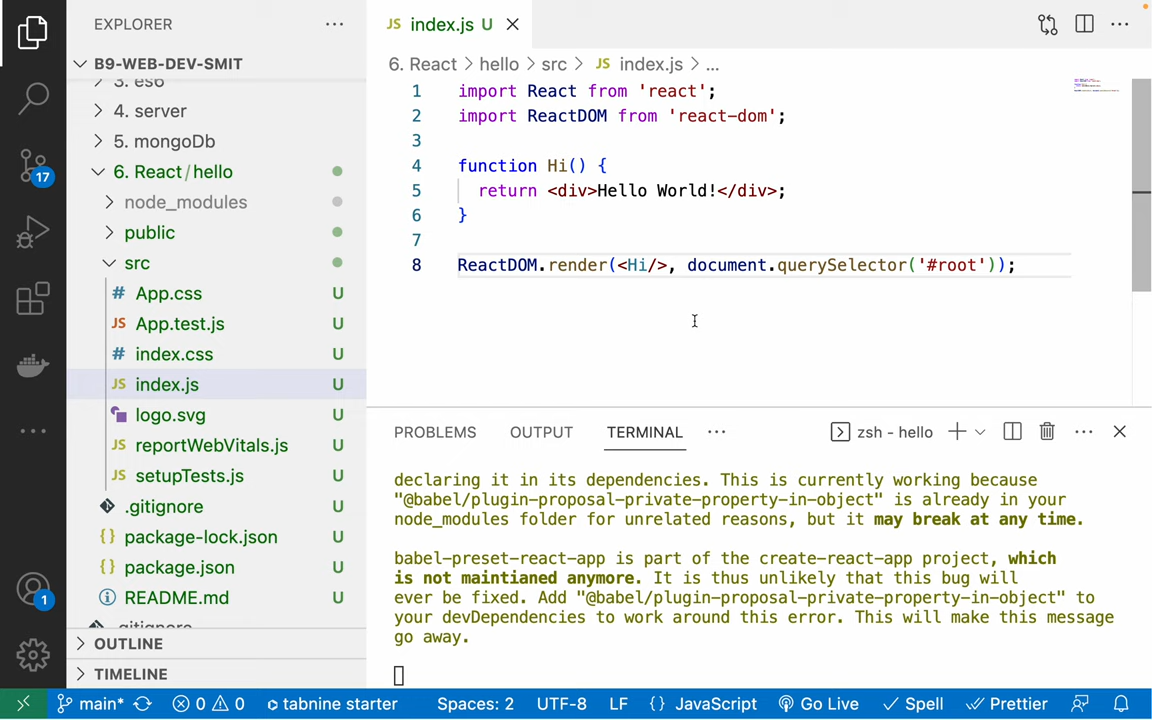 EXPLORER
B9-WEB-DEV-SMIT
3. es6
4. server
5. mongoDb
6. React/hello
node_modules
public
src
# App.css U
JS App.test.js U
# index.css U
JS index.js U
logo.svg U
JS reportWebVitals.js U
JS setupTests.js U
.gitignore U
{} package-lock.json U
{} package.json U
README.md U
.gitignore
OUTLINE
TIMELINE
17
1
JS index.js U
6. React > hello > src > JS index.js > ...
1 import React from 'react';
2 import ReactDOM from 'react-dom';
3
4 function Hi() {
5 return <div>Hello World!</div>;
6 }
7
8 ReactDOM.render(<Hi/>, document.querySelector('#root'));
PROBLEMS OUTPUT TERMINAL ... zsh - hello
declaring it in its dependencies. This is currently working because
"@babel/plugin-proposal-private-property-in-object" is already in your
node_modules folder for unrelated reasons, but it may break at any time.
babel-preset-react-app is part of the create-react-app project, which
is not maintianed anymore. It is thus unlikely that this bug will
ever be fixed. Add "@babel/plugin-proposal-private-property-in-object" to
your devDependencies to work around this error. This will make this message
go away.
main* 0 0 tabnine starter Spaces: 2 UTF-8 LF {} JavaScript Go Live Spell Prettier